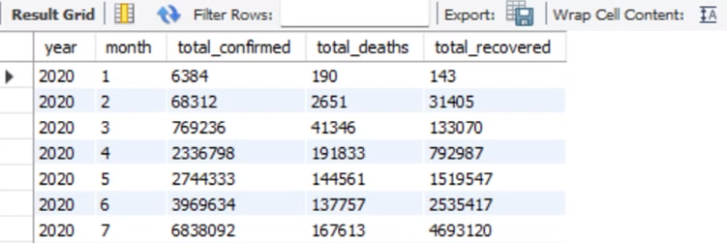 Result Grid Filter Rows: Export: Wrap Cell Content: IA
year month total_confirmed total_deaths total_recovered
2020 1 6384 190 143
2020 2 68312 2651 31405
2020 3 769236 41346 133070
2020 4 2336798 191833 792987
2020 5 2744333 144561 1519547
2020 6 3969634 137757 2535417
2020 7 6838092 167613 4693120